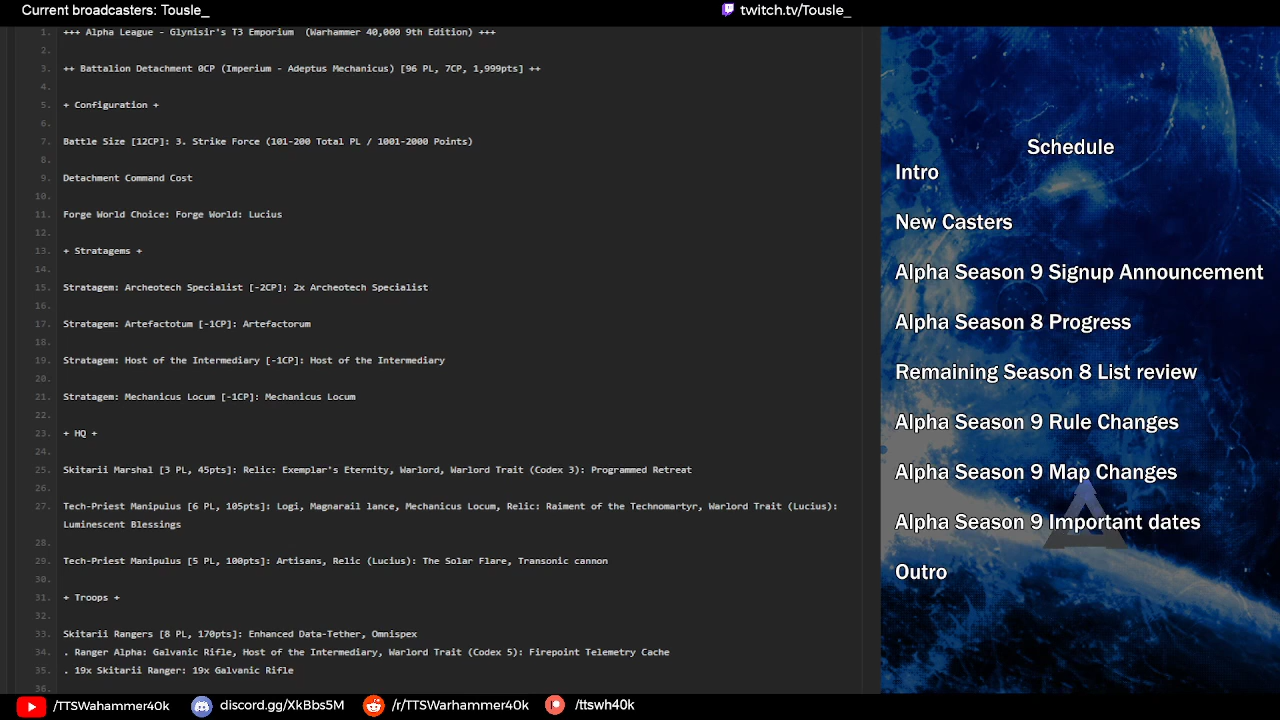 Current broadcasters: Tousle_
twitch.tv/Tousle_
1. +++ Alpha League - Glynisir's T3 Emporium (Warhammer 40,000 9th Edition) +++
2.
3. ++ Battalion Detachment 0CP (Imperium - Adeptus Mechanicus) [96 PL, 7CP, 1,999pts] ++
4.
5. + Configuration +
6.
7. Battle Size [12CP]: 3. Strike Force (101-200 Total PL / 1001-2000 Points)
8.
9. Detachment Command Cost
10.
11. Forge World Choice: Forge World: Lucius
12.
13. + Stratagems +
14.
15. Stratagem: Archeotech Specialist [-2CP]: 2x Archeotech Specialist
16.
17. Stratagem: Artefactotum [-1CP]: Artefactorum
18.
19. Stratagem: Host of the Intermediary [-1CP]: Host of the Intermediary
20.
21. Stratagem: Mechanicus Locum [-1CP]: Mechanicus Locum
22.
23. + HQ +
24.
25. Skitarii Marshal [3 PL, 45pts]: Relic: Exemplar's Eternity, Warlord, Warlord Trait (Codex 3): Programmed Retreat
26.
27. Tech-Priest Manipulus [6 PL, 105pts]: Logi, Magnarail lance, Mechanicus Locum, Relic: Raiment of the Technomartyr, Warlord Trait (Lucius):
Luminescent Blessings
28.
29. Tech-Priest Manipulus [5 PL, 100pts]: Artisans, Relic (Lucius): The Solar Flare, Transonic cannon
30.
31. + Troops +
32.
33. Skitarii Rangers [8 PL, 170pts]: Enhanced Data-Tether, Omnispex
34. . Ranger Alpha: Galvanic Rifle, Host of the Intermediary, Warlord Trait (Codex 5): Firepoint Telemetry Cache
35. . 19x Skitarii Ranger: 19x Galvanic Rifle
36.
Schedule
Intro
New Casters
Alpha Season 9 Signup Announcement
Alpha Season 8 Progress
Remaining Season 8 List review
Alpha Season 9 Rule Changes
Alpha Season 9 Map Changes
Alpha Season 9 Important dates
Outro
/TTSWahammer40k
discord.gg/XkBbs5M
/r/TTSWarhammer40k
/ttswh40k